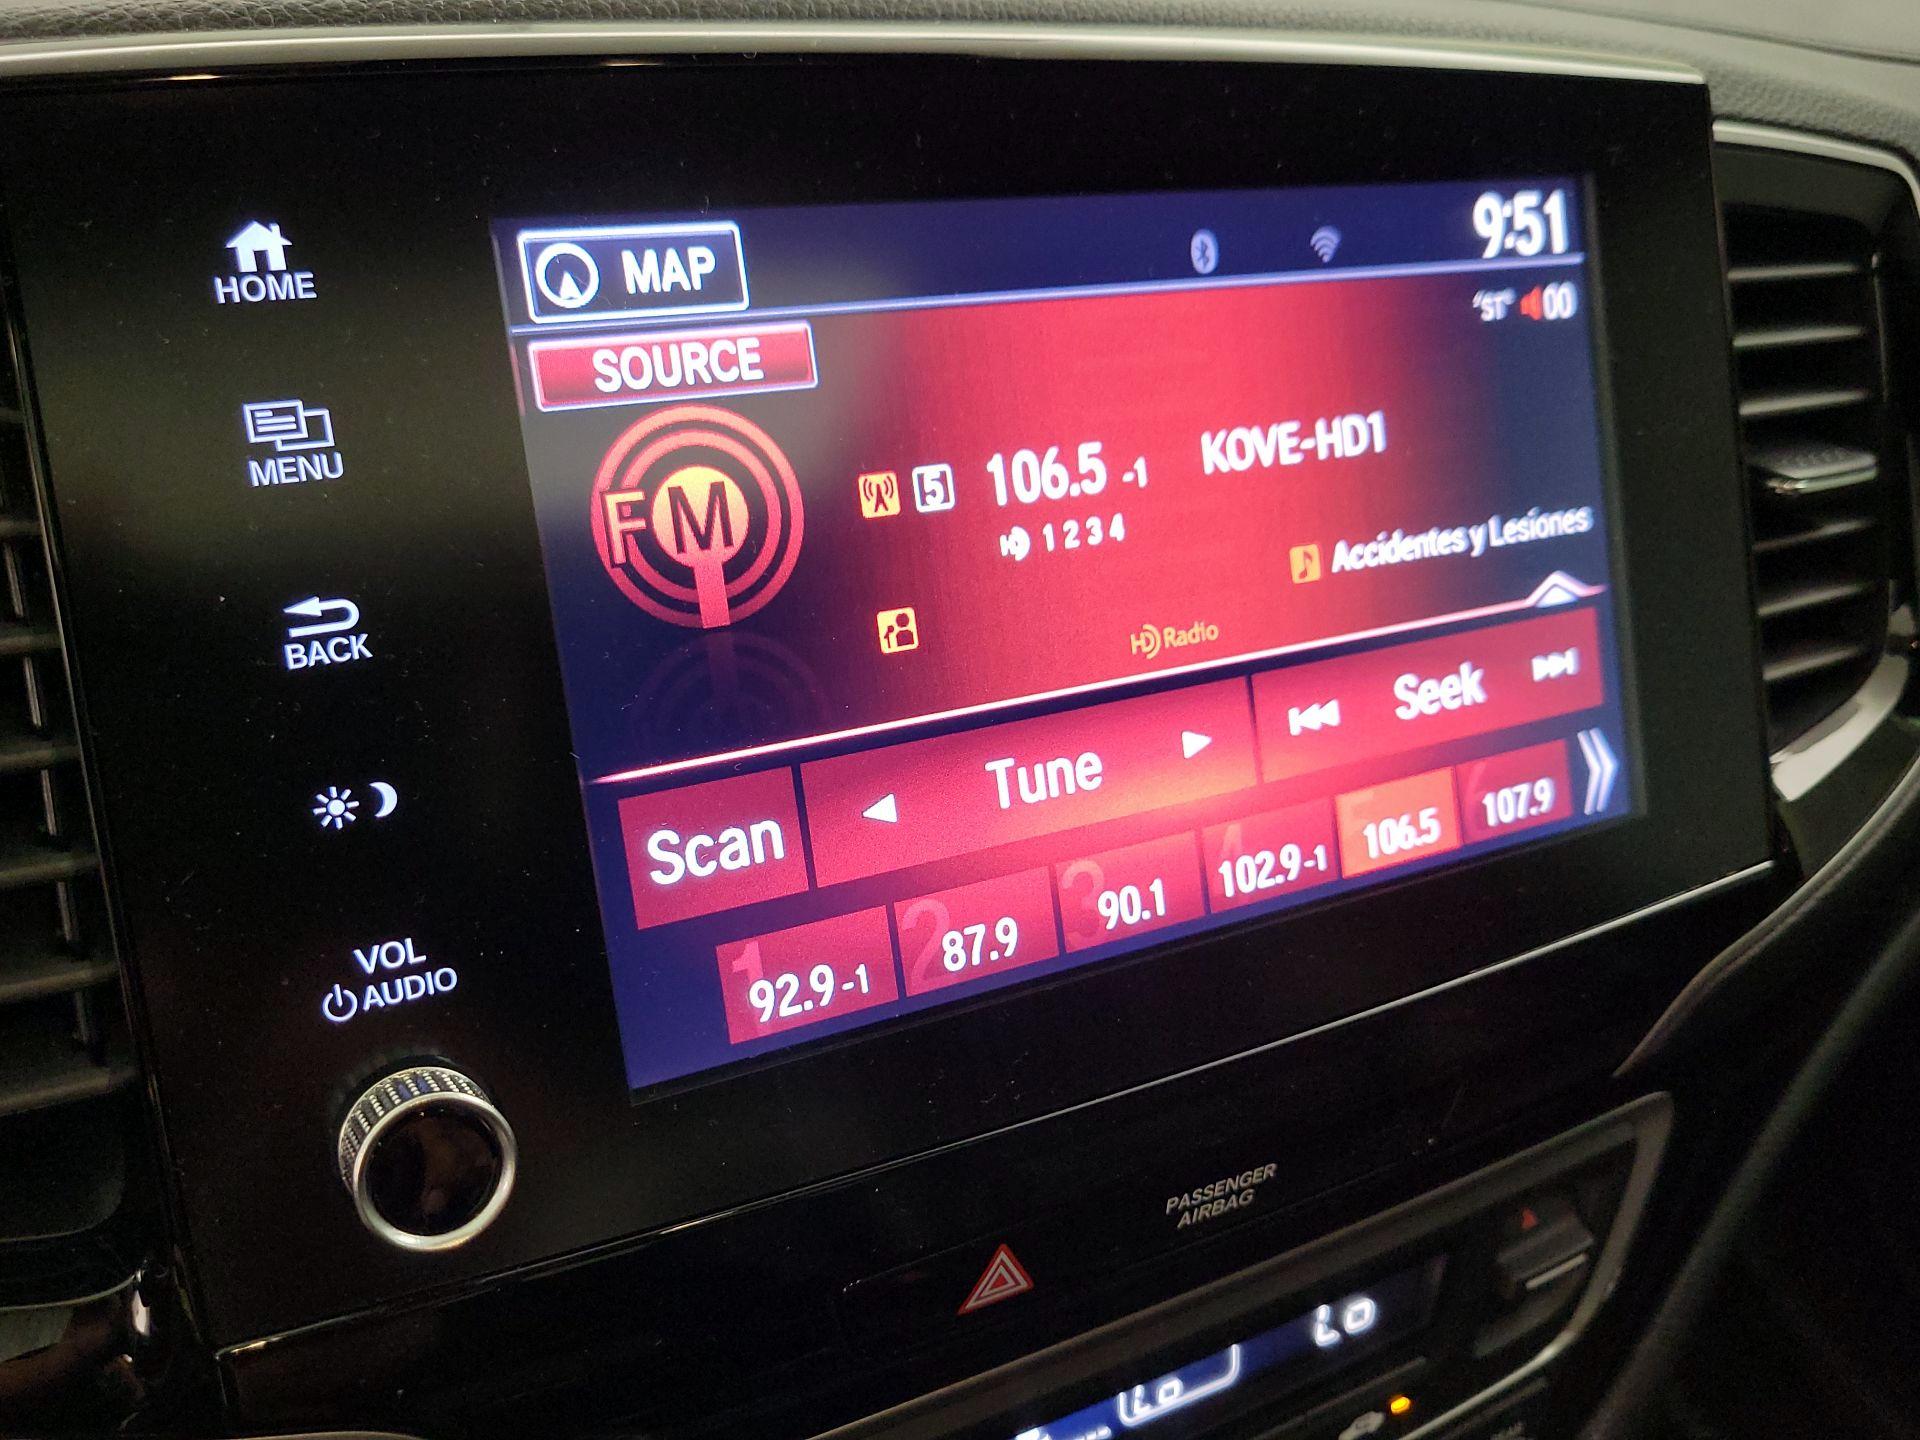 HOME
MENU
BACK
VOL
AUDIO
MAP
9:51
SOURCE
"ST" 00
FM
5 106.5 -1 KOVE-HD1
HD 1 2 3 4
Accidentes y Lesiones
HD Radio
Scan
Tune
Seek
1 92.9-1
2 87.9
3 90.1
4 102.9-1
5 106.5
107.9
PASSENGER
AIRBAG
Lo
Lo